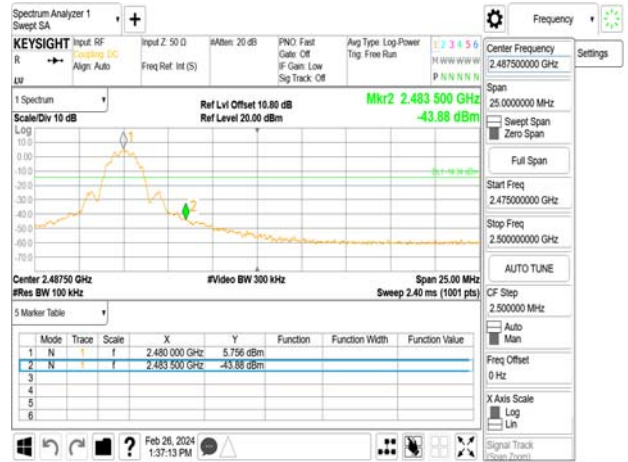 Spectrum Analyzer 1
Swept SA
+
Frequency
KEYSIGHT
R
LXI
Input: RF
Coupling: DC
Align: Auto
Input Z: 50 Ω
Freq Ref: Int (S)
#Atten: 20 dB
PNO: Fast
Gate: Off
IF Gain: Low
Sig Track: Off
Avg Type: Log-Power
Trig: Free Run
1 2 3 4 5 6
M W W W W W
P N N N N N
Center Frequency
2.487500000 GHz
Settings
Span
25.0000000 MHz
Swept Span
Zero Span
Full Span
Start Freq
2.475000000 GHz
Stop Freq
2.500000000 GHz
AUTO TUNE
CF Step
2.500000 MHz
Auto
Man
Freq Offset
0 Hz
X Axis Scale
Log
Lin
Signal Track
(Span Zoom)
1 Spectrum
Scale/Div 10 dB
Ref Lvl Offset 10.80 dB
Ref Level 20.00 dBm
Mkr2 2.483 500 GHz
-43.88 dBm
Log
10.0
0.00
-10.0
-20.0
-30.0
-40.0
-50.0
-60.0
-70.0
1
2
Center 2.48750 GHz
#Res BW 100 kHz
#Video BW 300 kHz
Span 25.00 MHz
Sweep 2.40 ms (1001 pts)
5 Marker Table
Mode Trace Scale X Y Function Function Width Function Value
1 N 1 f 2.480 000 GHz 5.756 dBm
2 N 1 f 2.483 500 GHz -43.88 dBm
3
4
5
6
?
Feb 26, 2024
1:37:13 PM